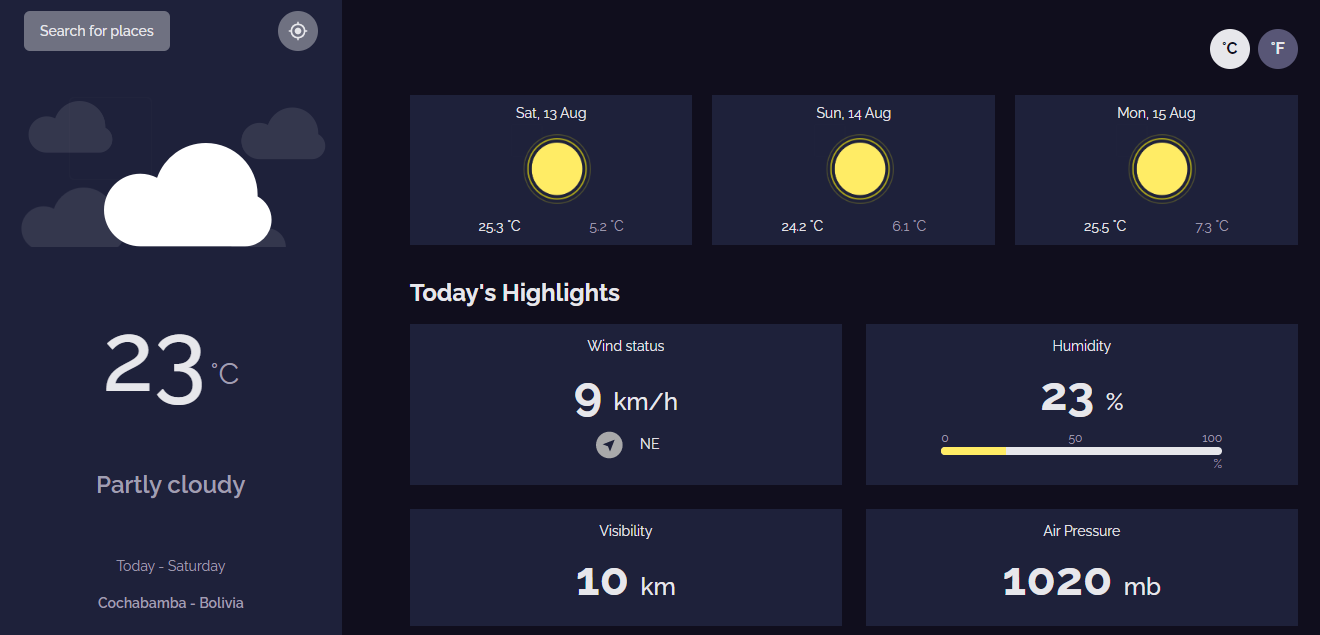 Search for places
23 °C
Partly cloudy
Today - Saturday
Cochabamba - Bolivia
°C °F
Sat, 13 Aug
25.3 °C 5.2 °C
Sun, 14 Aug
24.2 °C 6.1 °C
Mon, 15 Aug
25.5 °C 7.3 °C
Today's Highlights
Wind status
9 km/h
NE
Humidity
23 %
0 50 100
%
Visibility
10 km
Air Pressure
1020 mb